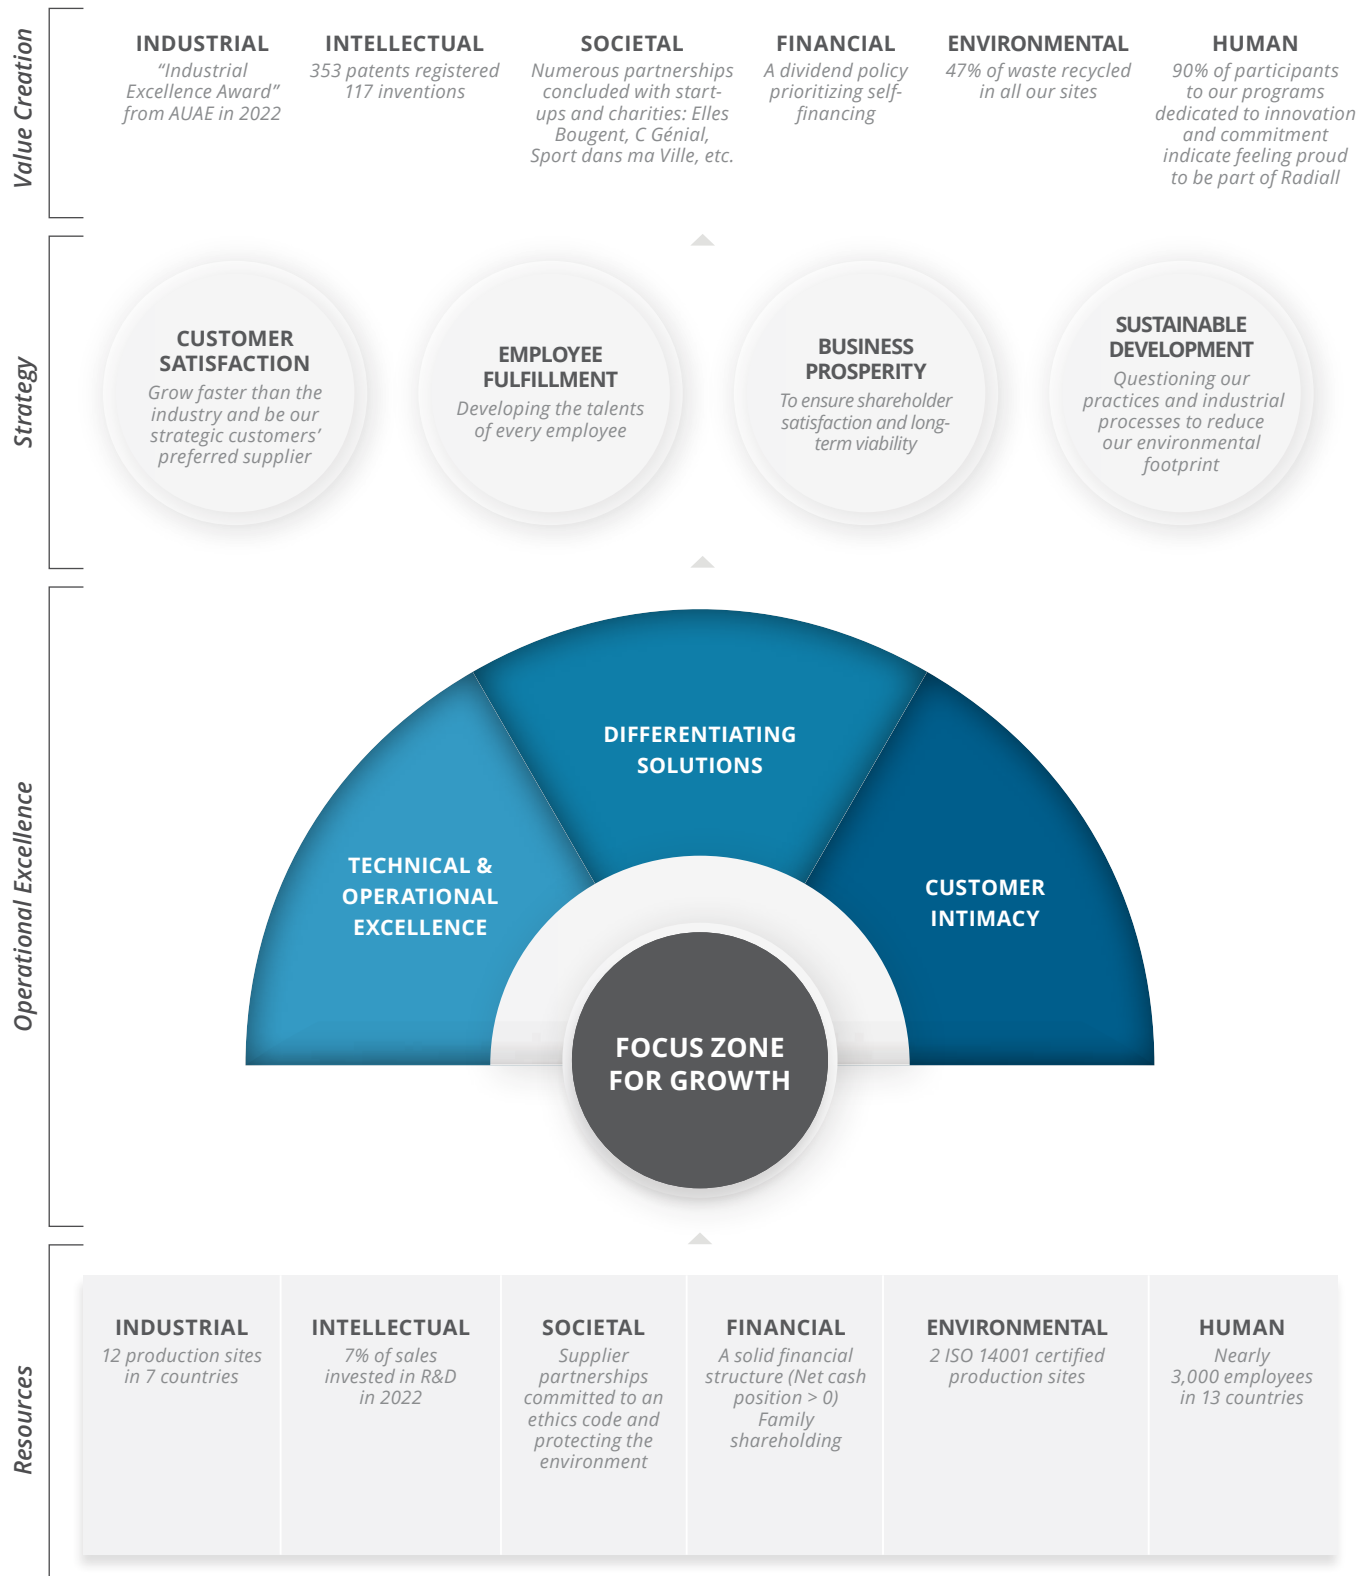 Value Creation
INDUSTRIAL
“Industrial
Excellence Award”
from AUAE in 2022
INTELLECTUAL
353 patents registered
117 inventions
SOCIETAL
Numerous partnerships
concluded with start-
ups and charities: Elles
Bougent, C Génial,
Sport dans ma Ville, etc.
FINANCIAL
A dividend policy
prioritizing self-
financing
ENVIRONMENTAL
47% of waste recycled
in all our sites
HUMAN
90% of participants
to our programs
dedicated to innovation
and commitment
indicate feeling proud
to be part of Radiall
Strategy
CUSTOMER
SATISFACTION
Grow faster than the
industry and be our
strategic customers’
preferred supplier
EMPLOYEE
FULFILLMENT
Developing the talents
of every employee
BUSINESS
PROSPERITY
To ensure shareholder
satisfaction and long-
term viability
SUSTAINABLE
DEVELOPMENT
Questioning our
practices and industrial
processes to reduce
our environmental
footprint
Operational Excellence
TECHNICAL &
OPERATIONAL
EXCELLENCE
DIFFERENTIATING
SOLUTIONS
CUSTOMER
INTIMACY
FOCUS ZONE
FOR GROWTH
Resources
INDUSTRIAL
12 production sites
in 7 countries
INTELLECTUAL
7% of sales
invested in R&D
in 2022
SOCIETAL
Supplier
partnerships
committed to an
ethics code and
protecting the
environment
FINANCIAL
A solid financial
structure (Net cash
position > 0)
Family
shareholding
ENVIRONMENTAL
2 ISO 14001 certified
production sites
HUMAN
Nearly
3,000 employees
in 13 countries